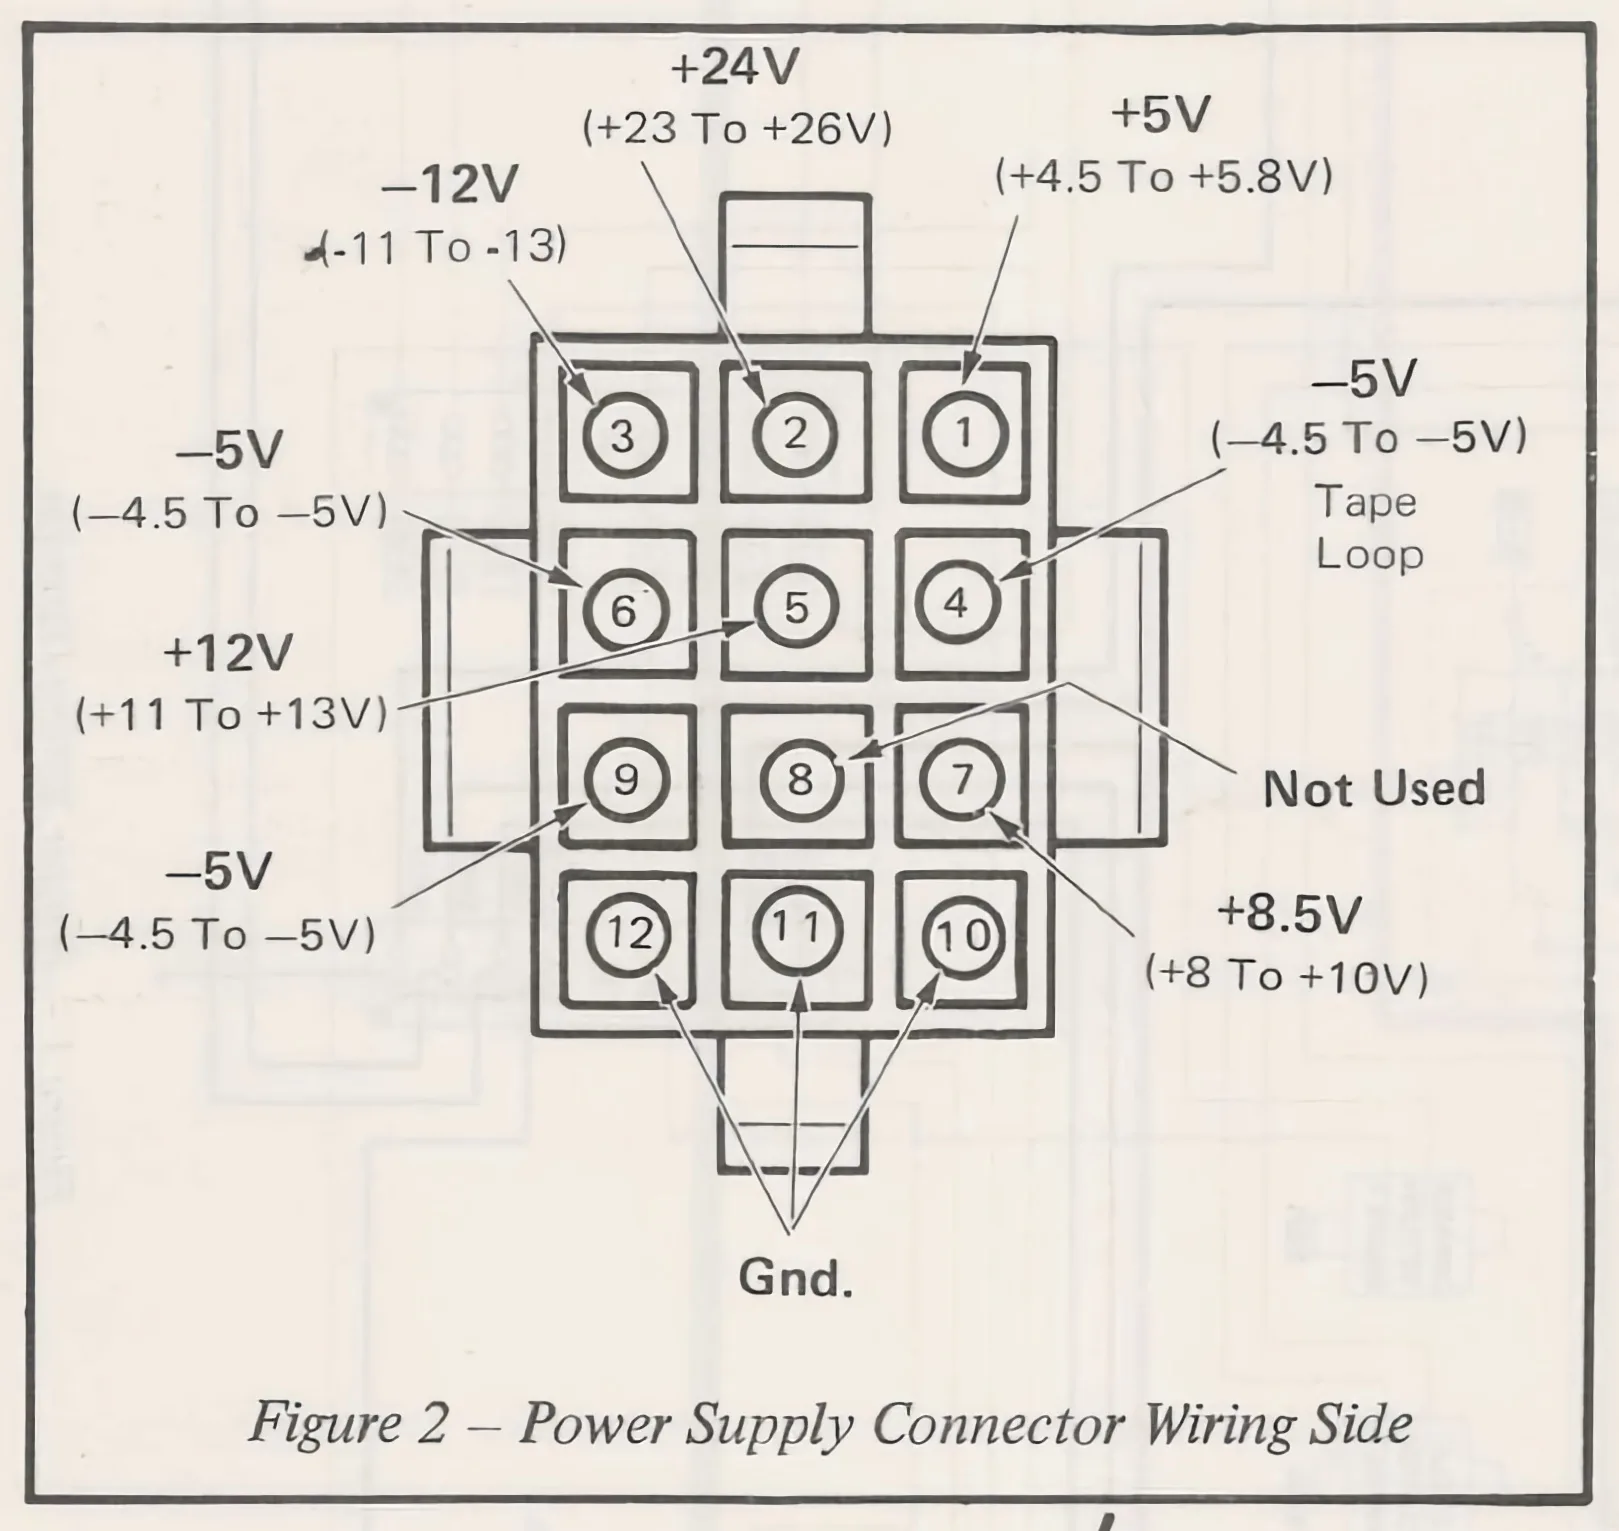 +24V
(+23 To +26V)
+5V
(+4.5 To +5.8V)
−12V
(-11 To -13)
−5V
(−4.5 To −5V)
Tape
Loop
−5V
(−4.5 To −5V)
+12V
(+11 To +13V)
−5V
(−4.5 To −5V)
3 2 1
6 5 4
9 8 7
12 11 10
Not Used
+8.5V
(+8 To +10V)
Gnd.
Figure 2 – Power Supply Connector Wiring Side